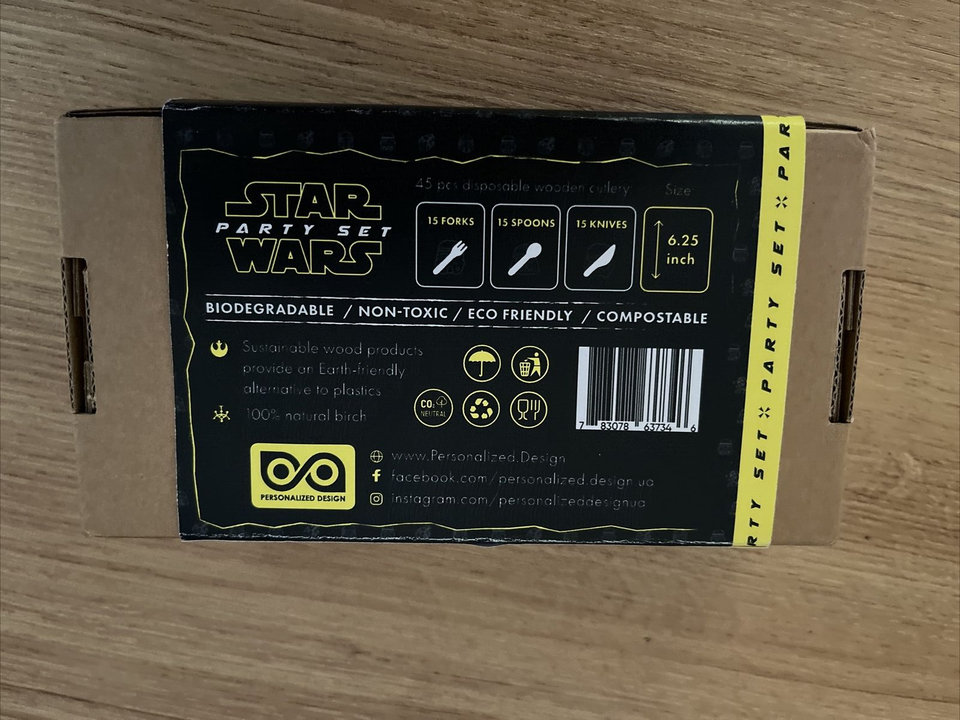 STAR
PARTY SET
WARS
45 pcs disposable wooden cutlery:
Size:
15 FORKS
15 SPOONS
15 KNIVES
6.25
inch
BIODEGRADABLE / NON-TOXIC / ECO FRIENDLY / COMPOSTABLE
Sustainable wood products
provide an Earth-friendly
alternative to plastics
100% natural birch
CO₂
NEUTRAL
7 83078 63734 6
PERSONALIZED DESIGN
www.Personalized.Design
facebook.com/personalized.design.ua
instagram.com/personalizeddesignua
RTY SET PARTY SET PAR